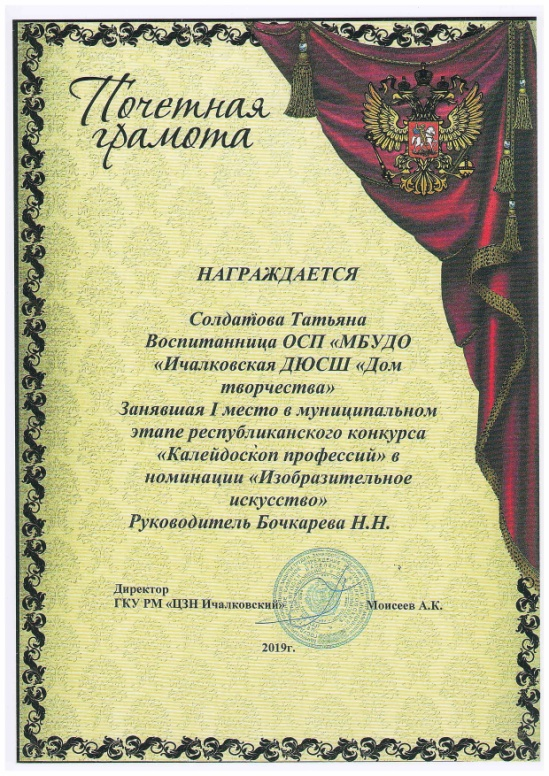 Почетная
грамота
НАГРАЖДАЕТСЯ
Солдатова Татьяна
Воспитанница ОСП «МБУДО
«Ичалковская ДЮСШ «Дом
творчества»
Занявшая I место в муниципальном
этапе республиканского конкурса
«Калейдоскоп профессий» в
номинации «Изобразительное
искусство»
Руководитель Бочкарева Н.Н.
Директор
ГКУ РМ «ЦЗН Ичалковский»
Моисеев А.К.
2019г.